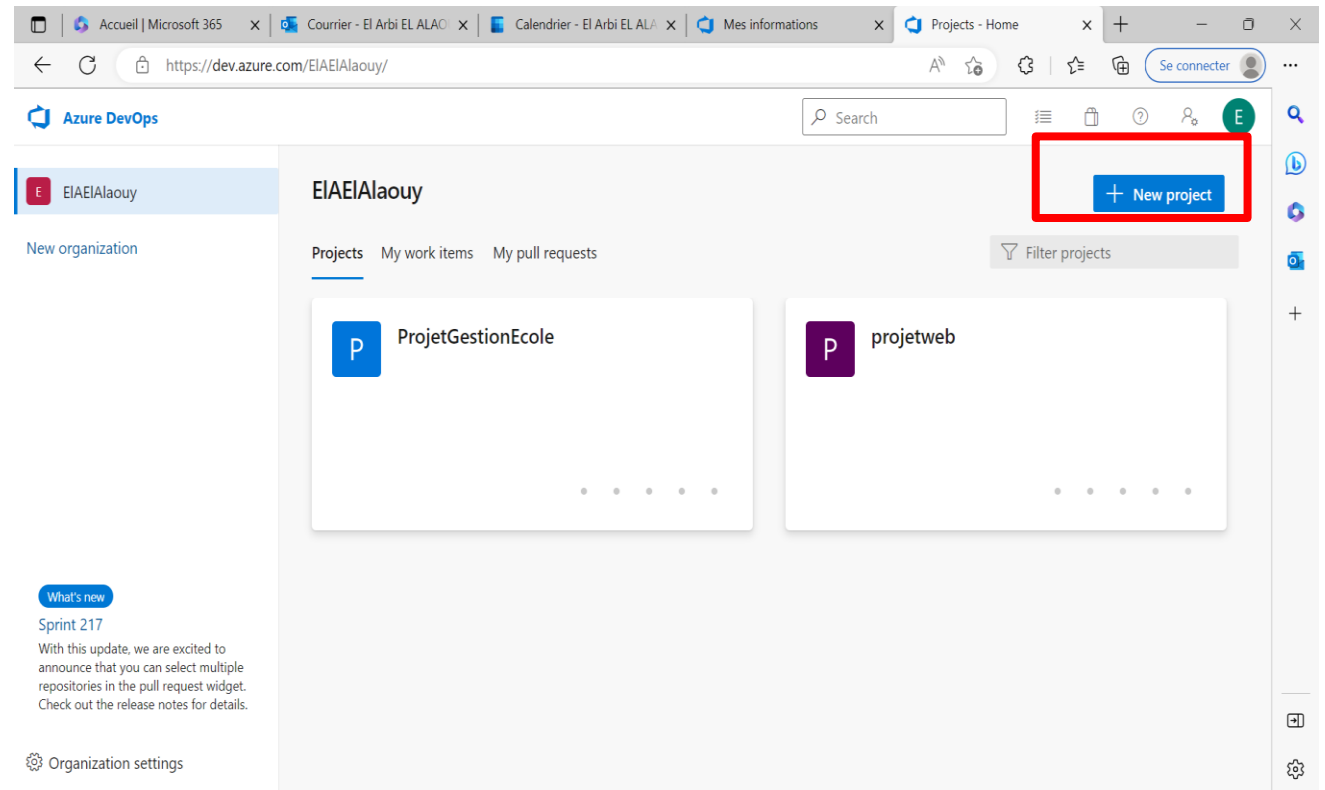 Accueil | Microsoft 365
Courrier - El Arbi EL ALAO
Calendrier - El Arbi EL ALA
Mes informations
Projects - Home
https://dev.azure.com/ElAElAlaouy/
Se connecter
Azure DevOps
Search
E
E ElAElAlaouy
New organization
ElAElAlaouy
+ New project
Projects My work items My pull requests
Filter projects
P ProjetGestionEcole
P projetweb
What's new
Sprint 217
With this update, we are excited to
announce that you can select multiple
repositories in the pull request widget.
Check out the release notes for details.
Organization settings